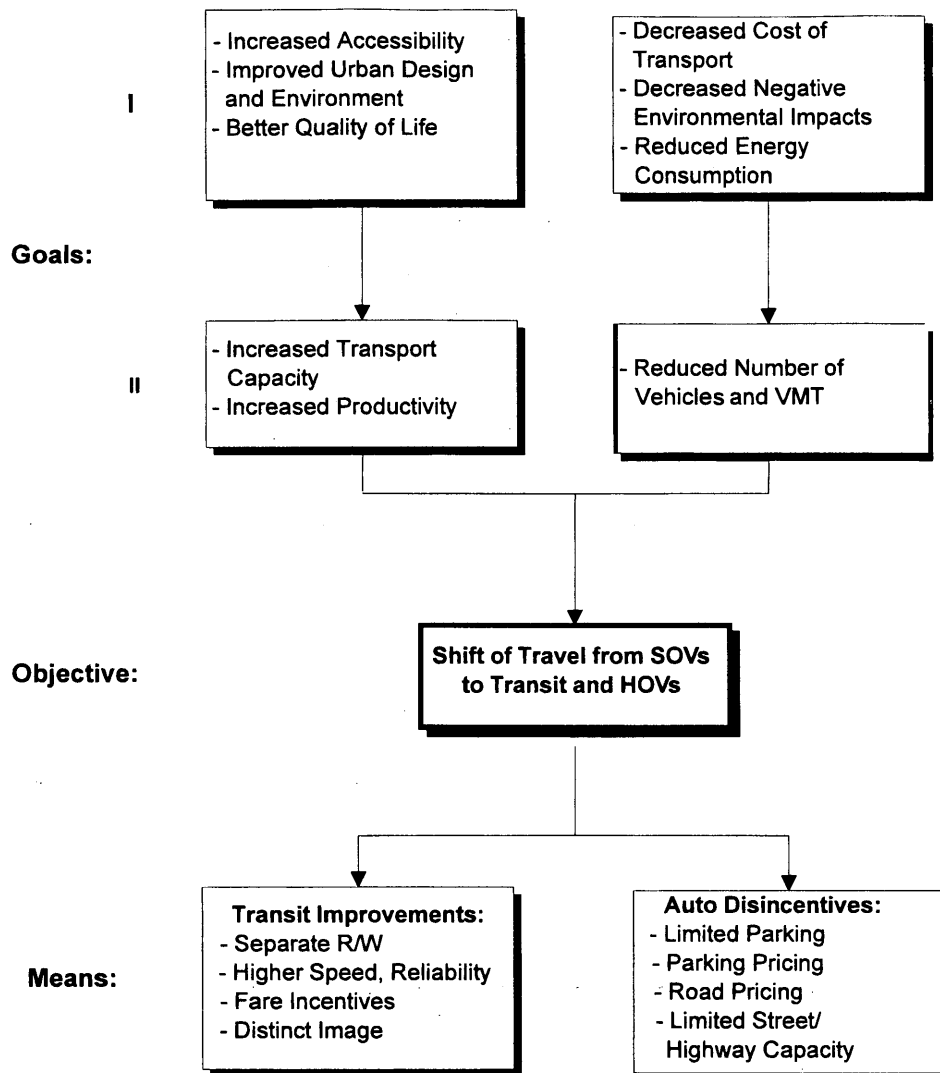 I
- Increased Accessibility
- Improved Urban Design
and Environment
- Better Quality of Life
- Decreased Cost of
Transport
- Decreased Negative
Environmental Impacts
- Reduced Energy
Consumption
Goals:
II
- Increased Transport
Capacity
- Increased Productivity
- Reduced Number of
Vehicles and VMT
Objective:
Shift of Travel from SOVs
to Transit and HOVs
Means:
Transit Improvements:
- Separate R/W
- Higher Speed, Reliability
- Fare Incentives
- Distinct Image
Auto Disincentives:
- Limited Parking
- Parking Pricing
- Road Pricing
- Limited Street/
Highway Capacity